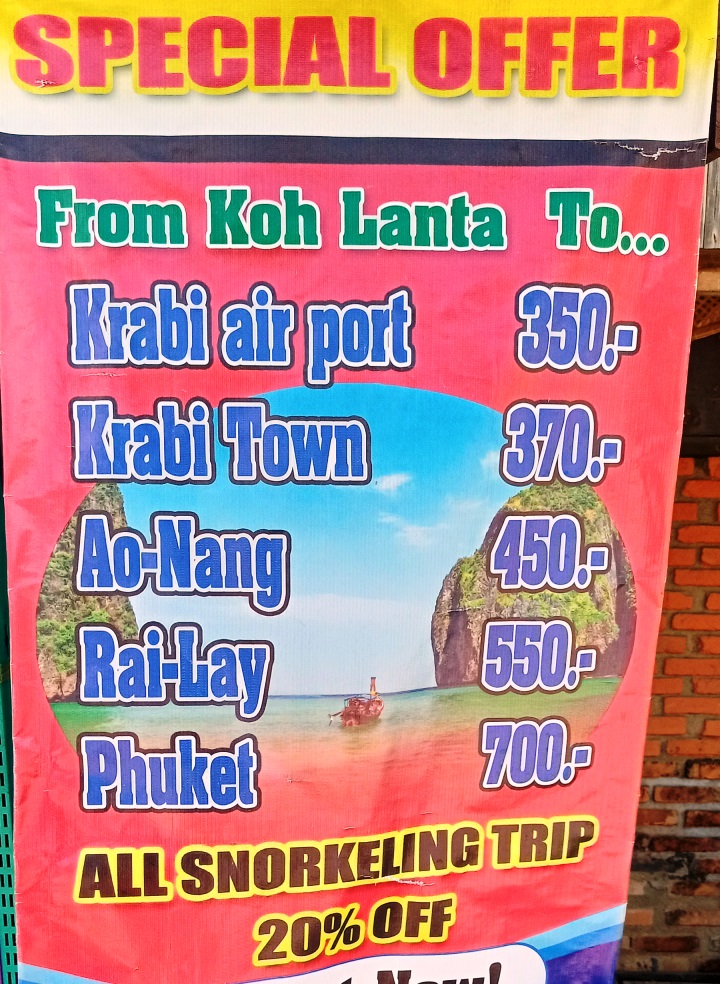 SPECIAL OFFER
From Koh Lanta To...
Krabi air port 350.-
Krabi Town 370.-
Ao-Nang 450.-
Rai-Lay 550.-
Phuket 700.-
ALL SNORKELING TRIP
20% OFF
Now!